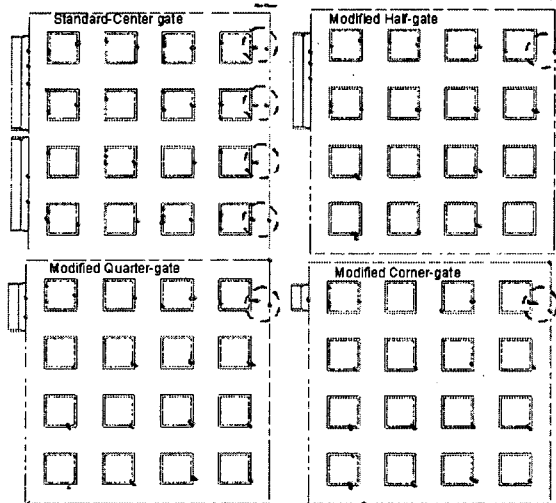 Standard-Center gate
Modified Half-gate
Modified Quarter-gate
Modified Corner-gate